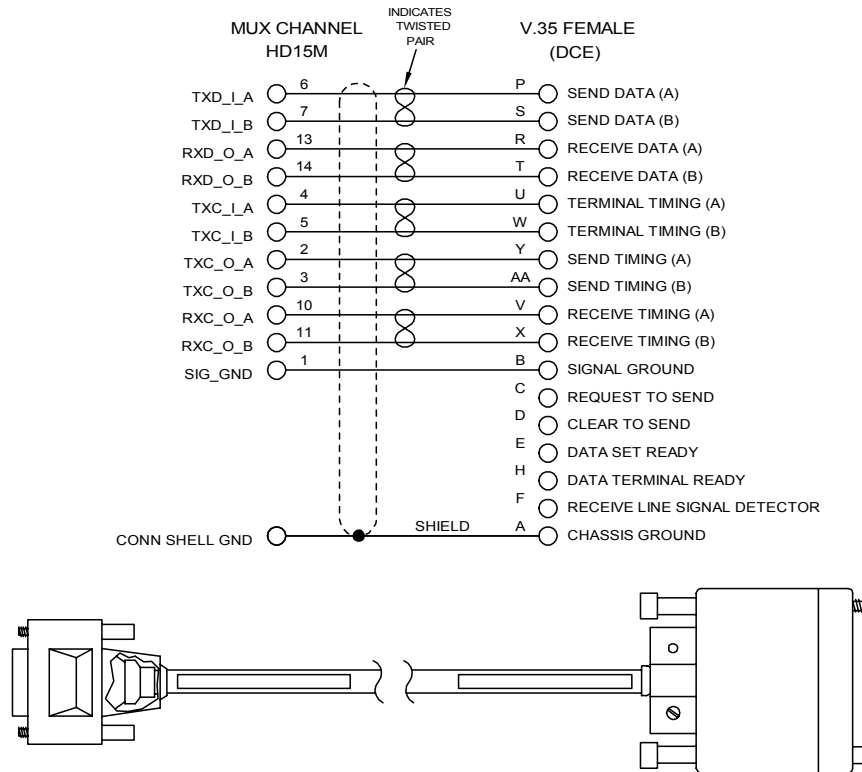 INDICATES
TWISTED
PAIR
MUX CHANNEL
HD15M
V.35 FEMALE
(DCE)
TXD_I_A 6 P SEND DATA (A)
TXD_I_B 7 S SEND DATA (B)
RXD_O_A 13 R RECEIVE DATA (A)
RXD_O_B 14 T RECEIVE DATA (B)
TXC_I_A 4 U TERMINAL TIMING (A)
TXC_I_B 5 W TERMINAL TIMING (B)
TXC_O_A 2 Y SEND TIMING (A)
TXC_O_B 3 AA SEND TIMING (B)
RXC_O_A 10 V RECEIVE TIMING (A)
RXC_O_B 11 X RECEIVE TIMING (B)
SIG_GND 1 B SIGNAL GROUND
C REQUEST TO SEND
D CLEAR TO SEND
E DATA SET READY
H DATA TERMINAL READY
F RECEIVE LINE SIGNAL DETECTOR
CONN SHELL GND SHIELD A CHASSIS GROUND